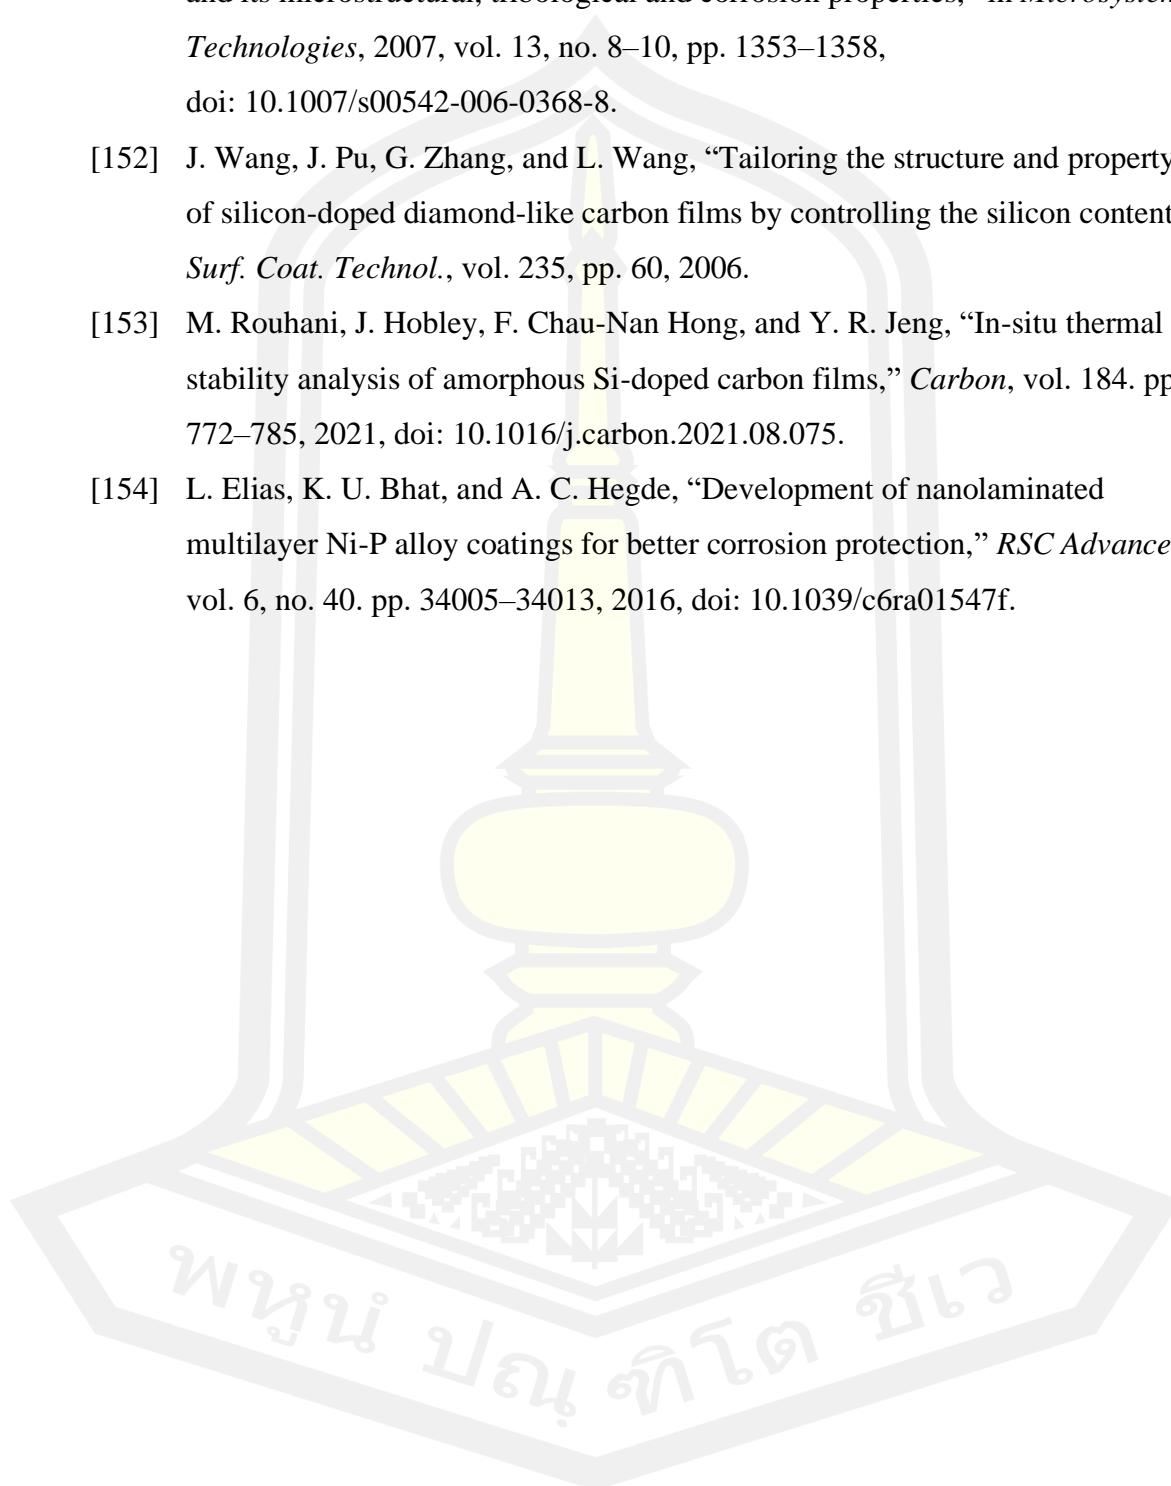 and its microstructural, tribological and corrosion properties,” in Microsystem
Technologies, 2007, vol. 13, no. 8–10, pp. 1353–1358,
doi: 10.1007/s00542-006-0368-8.
[152] J. Wang, J. Pu, G. Zhang, and L. Wang, “Tailoring the structure and property
of silicon-doped diamond-like carbon films by controlling the silicon content
Surf. Coat. Technol., vol. 235, pp. 60, 2006.
[153] M. Rouhani, J. Hobley, F. Chau-Nan Hong, and Y. R. Jeng, “In-situ thermal
stability analysis of amorphous Si-doped carbon films,” Carbon, vol. 184. pp
772–785, 2021, doi: 10.1016/j.carbon.2021.08.075.
[154] L. Elias, K. U. Bhat, and A. C. Hegde, “Development of nanolaminated
multilayer Ni-P alloy coatings for better corrosion protection,” RSC Advance
vol. 6, no. 40. pp. 34005–34013, 2016, doi: 10.1039/c6ra01547f.
พหูนํ ปณฺฑิโต ชีเว